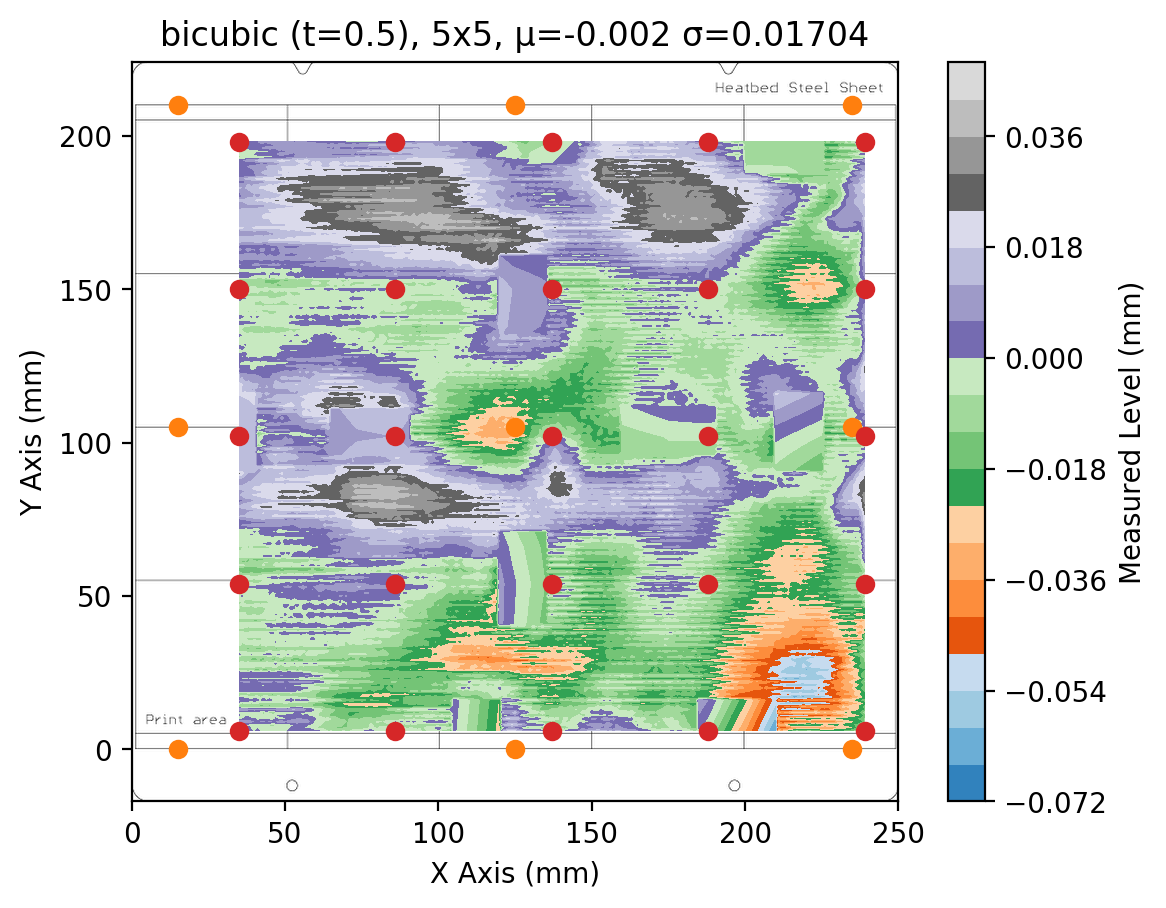 bicubic (t=0.5), 5x5, μ=-0.002 σ=0.01704
Heatbed Steel Sheet
Print area
200
150
100
50
0
Y Axis (mm)
0 50 100 150 200 250
X Axis (mm)
0.036
0.018
0.000
−0.018
−0.036
−0.054
−0.072
Measured Level (mm)